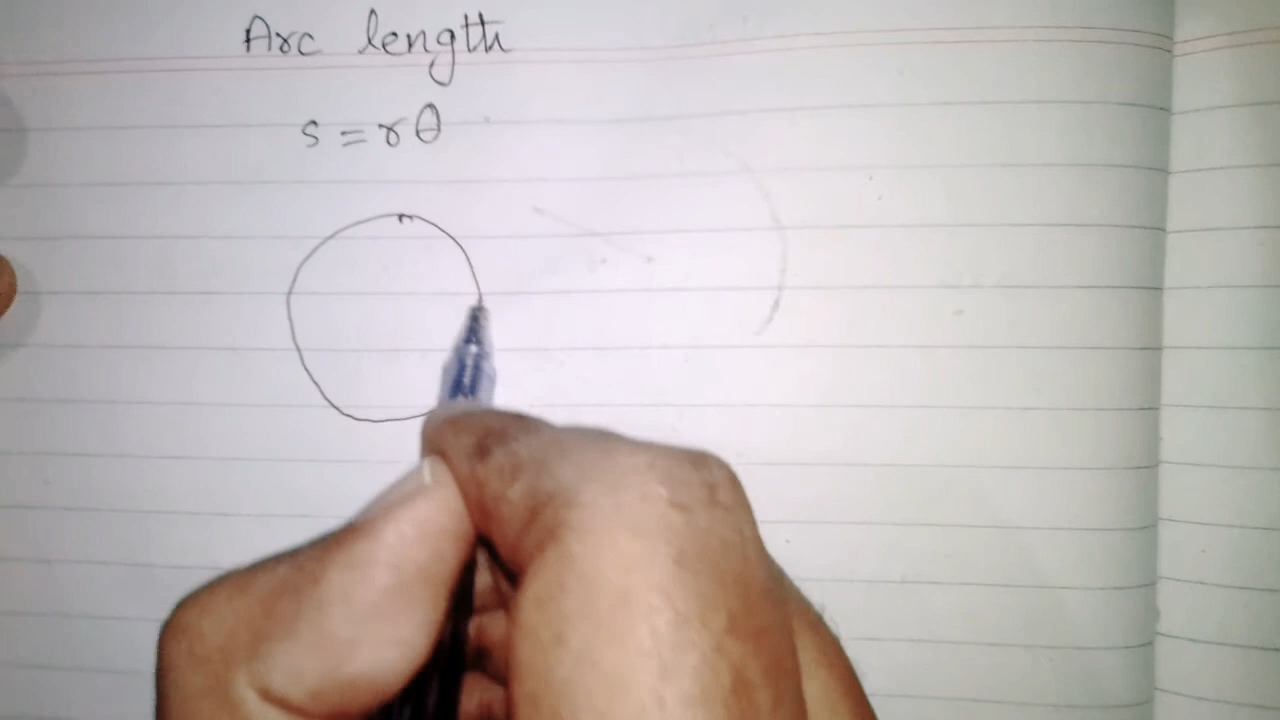 Arc length
s = rθ